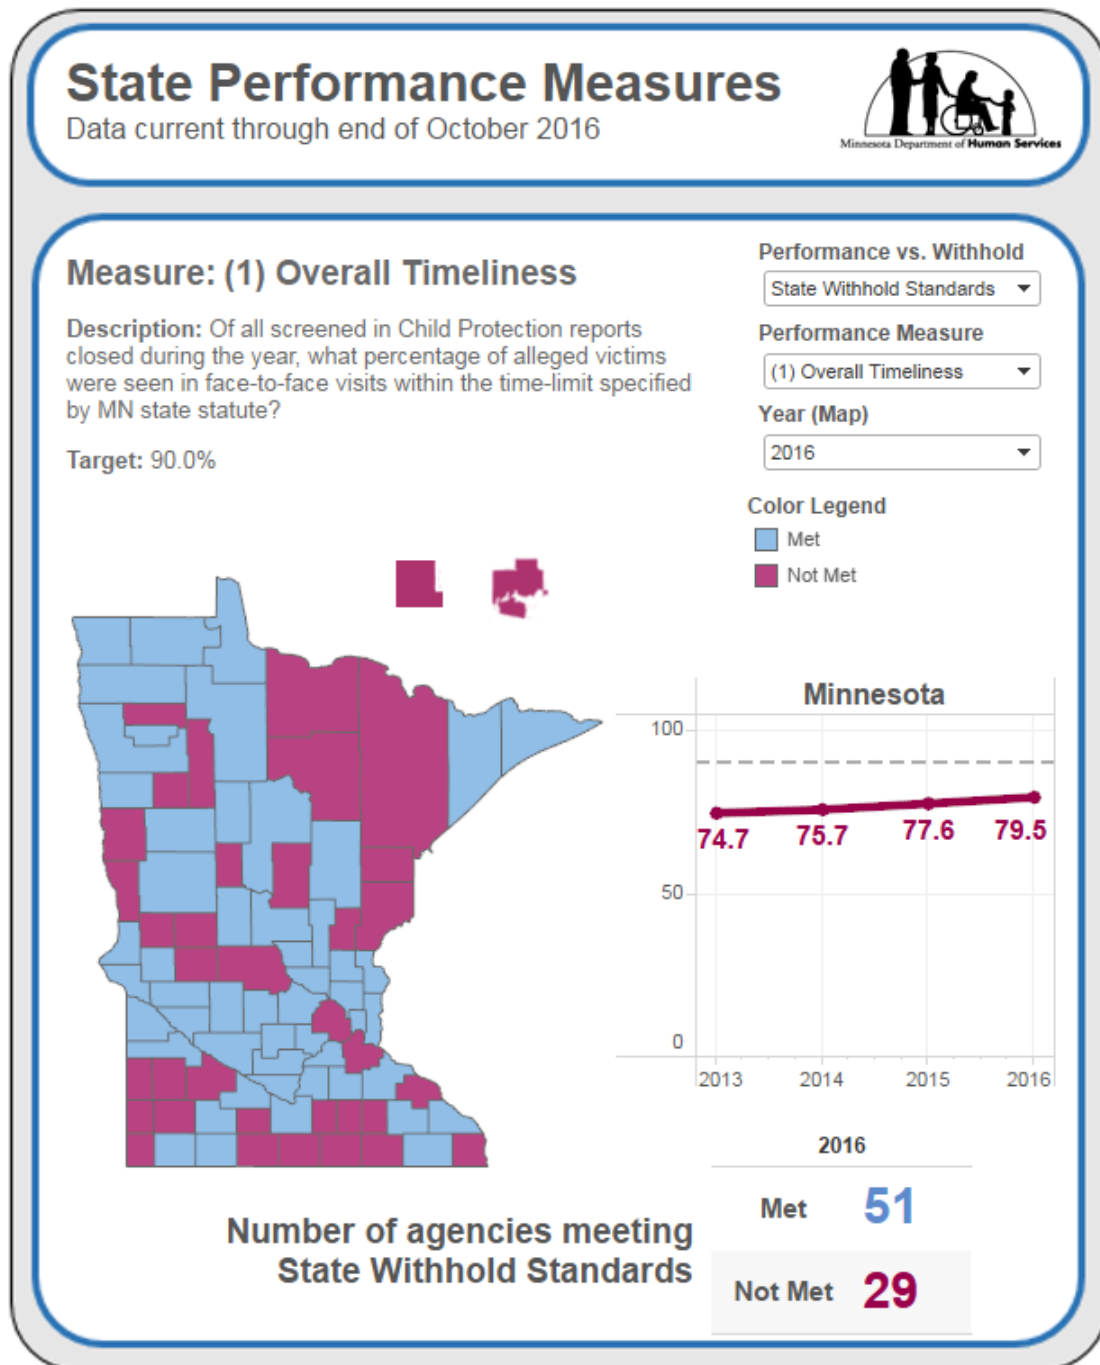 State Performance Measures
Data current through end of October 2016
Minnesota Department of Human Services
Measure: (1) Overall Timeliness
Description: Of all screened in Child Protection reports
closed during the year, what percentage of alleged victims
were seen in face-to-face visits within the time-limit specified
by MN state statute?
Target: 90.0%
Performance vs. Withhold
State Withhold Standards
Performance Measure
(1) Overall Timeliness
Year (Map)
2016
Color Legend
Met
Not Met
Minnesota
100
50
0
74.7 75.7 77.6 79.5
2013 2014 2015 2016
Number of agencies meeting
State Withhold Standards
2016
Met 51
Not Met 29